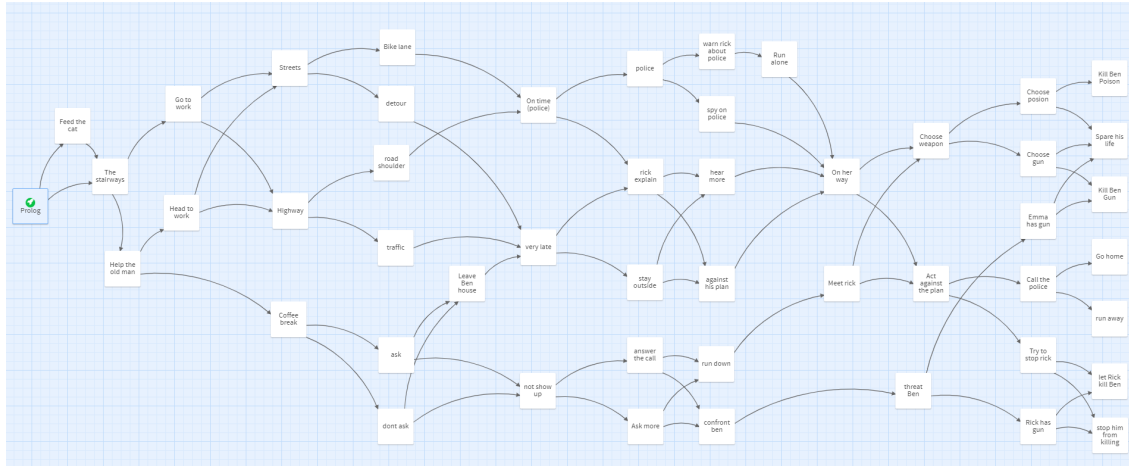 Prolog
Feed the
cat
The
stairways
Help the
old man
Go to
work
Head to
work
Streets
Highway
Coffee
break
Bike lane
detour
road
shoulder
traffic
ask
dont ask
Leave
Ben
house
On time
(police)
very late
not show
up
police
rick
explain
stay
outside
answer
the call
Ask more
warn rick
about
police
spy on
police
hear
more
against
his plan
run down
confront
ben
Run
alone
On her
way
Meet rick
Choose
weapon
Act
against
the plan
threat
Ben
Choose
posion
Choose
gun
Emma
has gun
Call the
police
Try to
stop rick
Rick has
gun
Kill Ben
Poison
Spare his
life
Kill Ben
Gun
Go home
run away
let Rick
kill Ben
stop him
from
killing